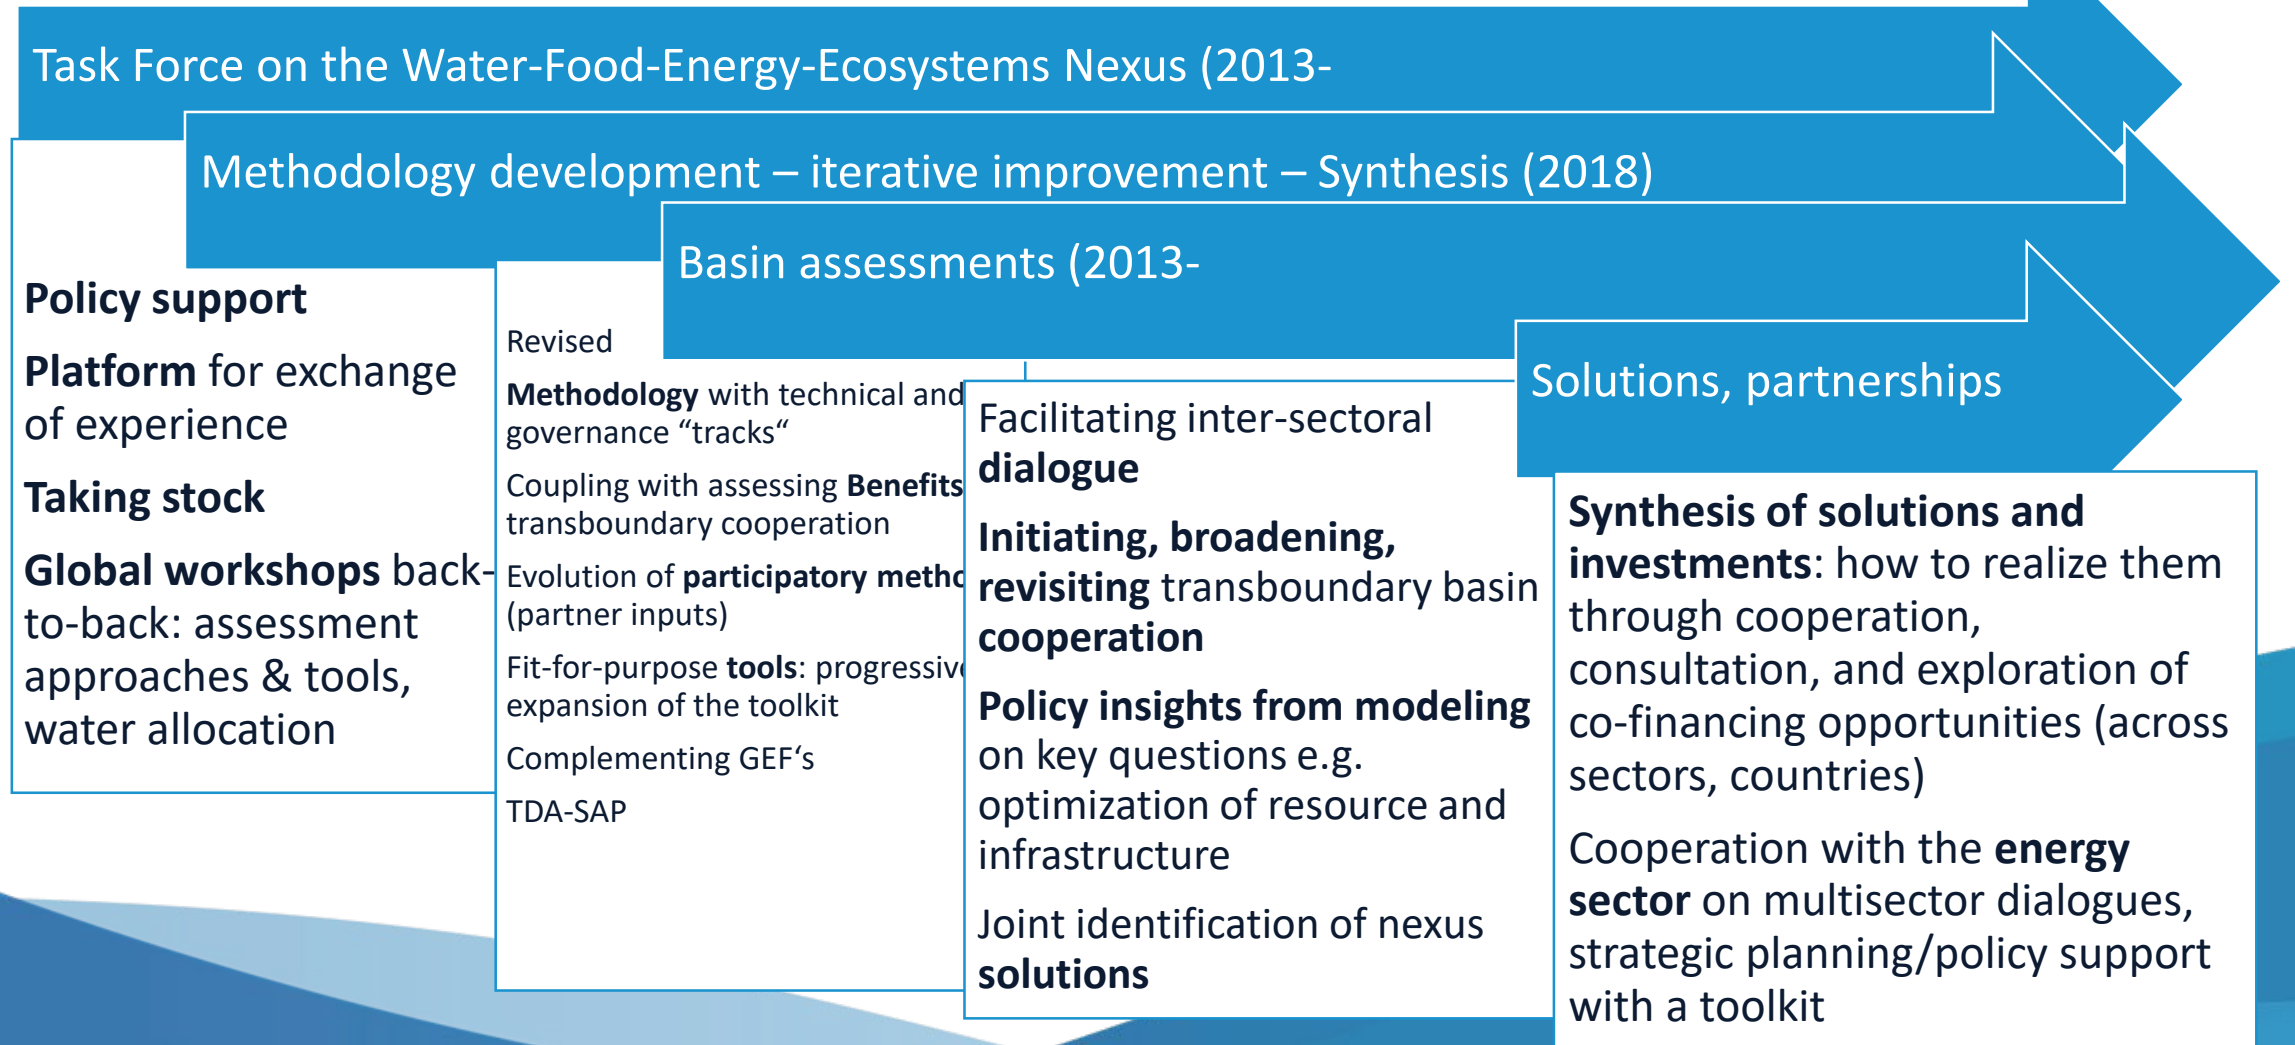 Task Force on the Water-Food-Energy-Ecosystems Nexus (2013-
Methodology development – iterative improvement – Synthesis (2018)
Basin assessments (2013-
Solutions, partnerships
Policy support
Platform for exchange
of experience
Taking stock
Global workshops back-
to-back: assessment
approaches & tools,
water allocation
Revised
Methodology with technical and
governance “tracks“
Coupling with assessing Benefits
transboundary cooperation
Evolution of participatory
(partner inputs)
Fit-for-purpose tools: progressive
expansion of the toolkit
Complementing GEF‘s
TDA-SAP
Facilitating inter-sectoral
dialogue
Initiating, broadening,
revisiting transboundary basin
cooperation
Policy insights from modeling
on key questions e.g.
optimization of resource and
infrastructure
Joint identification of nexus
solutions
Synthesis of solutions and
investments: how to realize them
through cooperation,
consultation, and exploration of
co-financing opportunities (across
sectors, countries)
Cooperation with the energy
sector on multisector dialogues,
strategic planning/policy support
with a toolkit